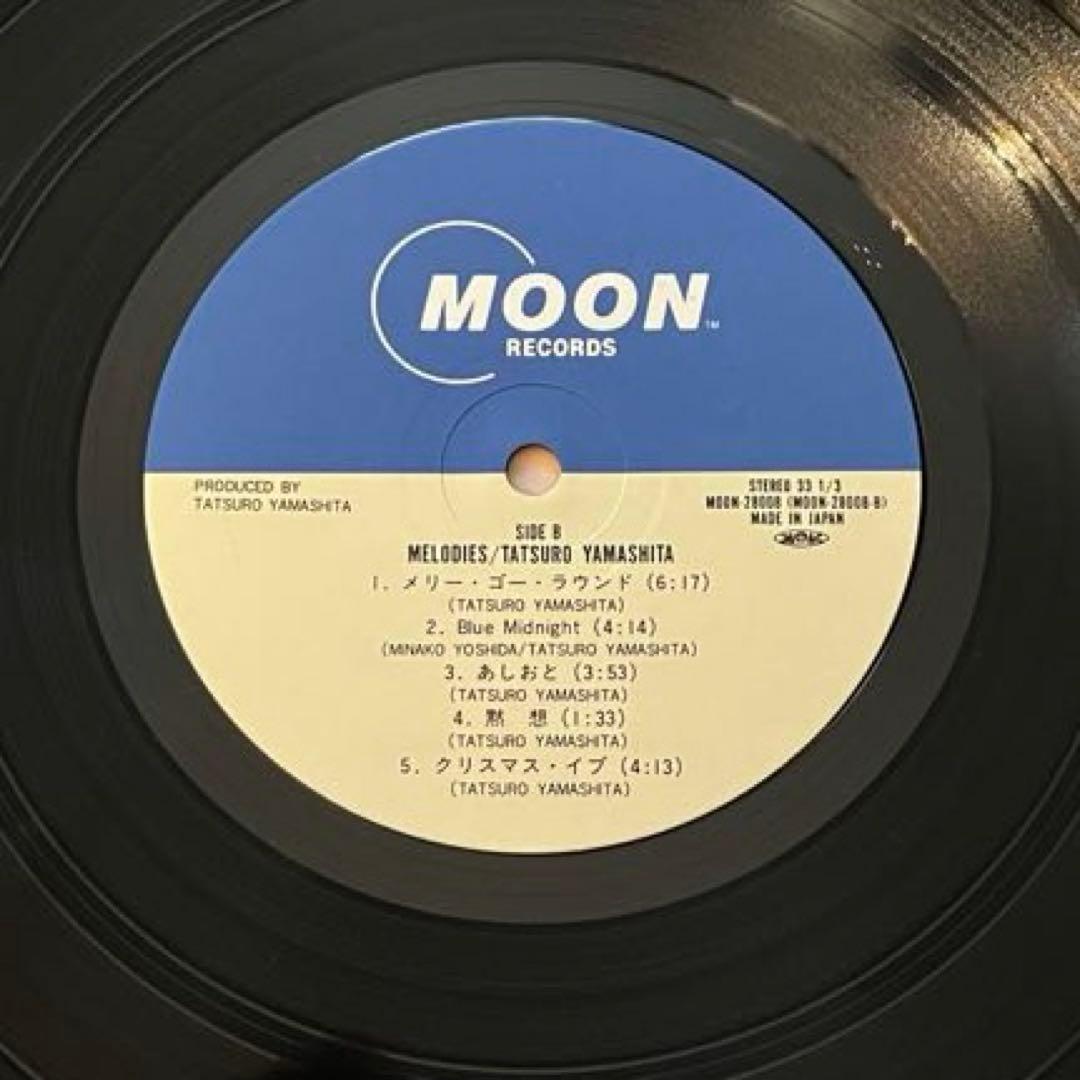 MOON™
RECORDS
PRODUCED BY
TATSURO YAMASHITA
STEREO 33 1/3
MOON-28008 (MOON-28008-B)
MADE IN JAPAN
SIDE B
MELODIES/TATSURO YAMASHITA
1. メリー・ゴー・ラウンド (6:17)
(TATSURO YAMASHITA)
2. Blue Midnight (4:14)
(MINAKO YOSHIDA/TATSURO YAMASHITA)
3. あしおと (3:53)
(TATSURO YAMASHITA)
4. 黙 想 (1:33)
(TATSURO YAMASHITA)
5. クリスマス・イブ (4:13)
(TATSURO YAMASHITA)